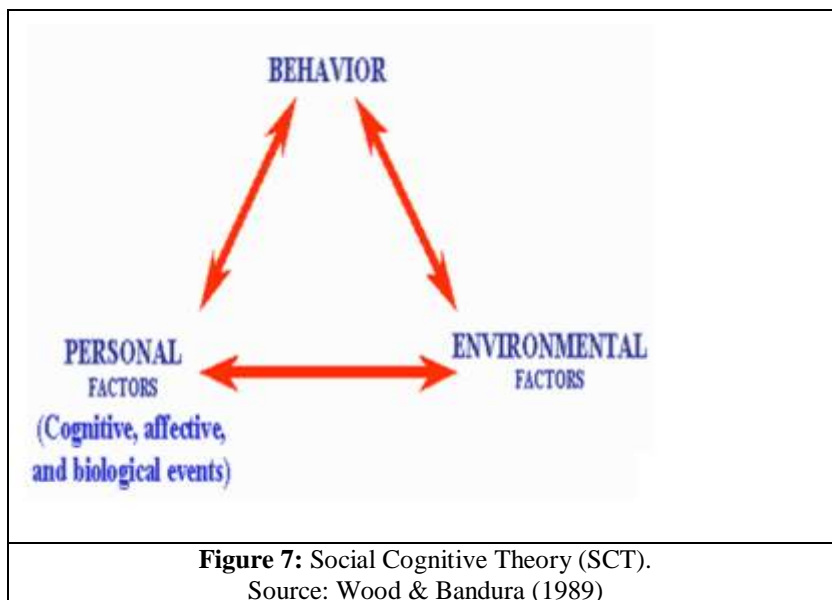 BEHAVIOR
PERSONAL
FACTORS
(Cognitive, affective,
and biological events)
ENVIRONMENTAL
FACTORS
Figure 7: Social Cognitive Theory (SCT).
Source: Wood & Bandura (1989)